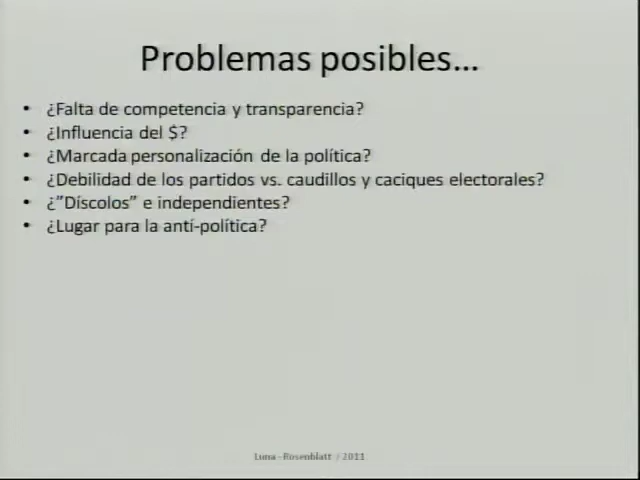 Problemas posibles...
• ¿Falta de competencia y transparencia?
• ¿Influencia del $?
• ¿Marcada personalización de la política?
• ¿Debilidad de los partidos vs. caudillos y caciques electorales?
• ¿"Díscolos" e independientes?
• ¿Lugar para la anti-política?
Luna - Rosenblatt / 2011